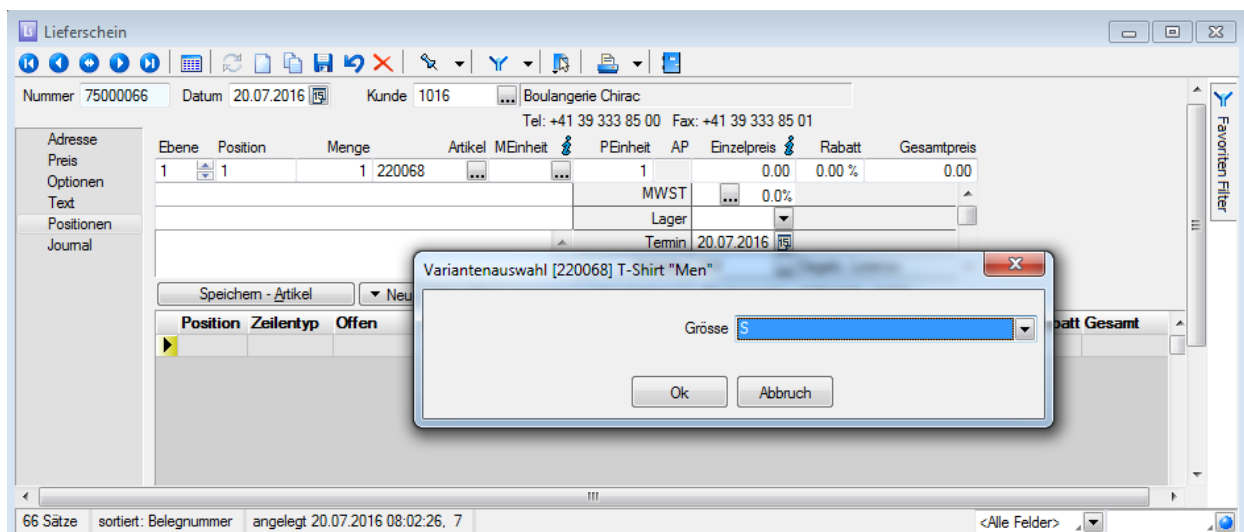 Lieferschein
Nummer 75000066 Datum 20.07.2016 Kunde 1016 ... Boulangerie Chirac
Tel: +41 39 333 85 00 Fax: +41 39 333 85 01
Adresse
Preis
Optionen
Text
Positionen
Journal
Ebene Position Menge Artikel MEinheit PEinheit AP Einzelpreis Rabatt Gesamtpreis
1 1 1 220068 ... ... 1 0.00 0.00 % 0.00
MWST ... 0.0%
Lager
Termin 20.07.2016
Speichern - Artikel Neu
Position Zeilentyp Offen Gesamt
Variantenauswahl [220068] T-Shirt "Men"
Grösse S
Ok Abbruch
Favoriten Filter
66 Sätze sortiert: Belegnummer angelegt 20.07.2016 08:02:26, 7 <Alle Felder>